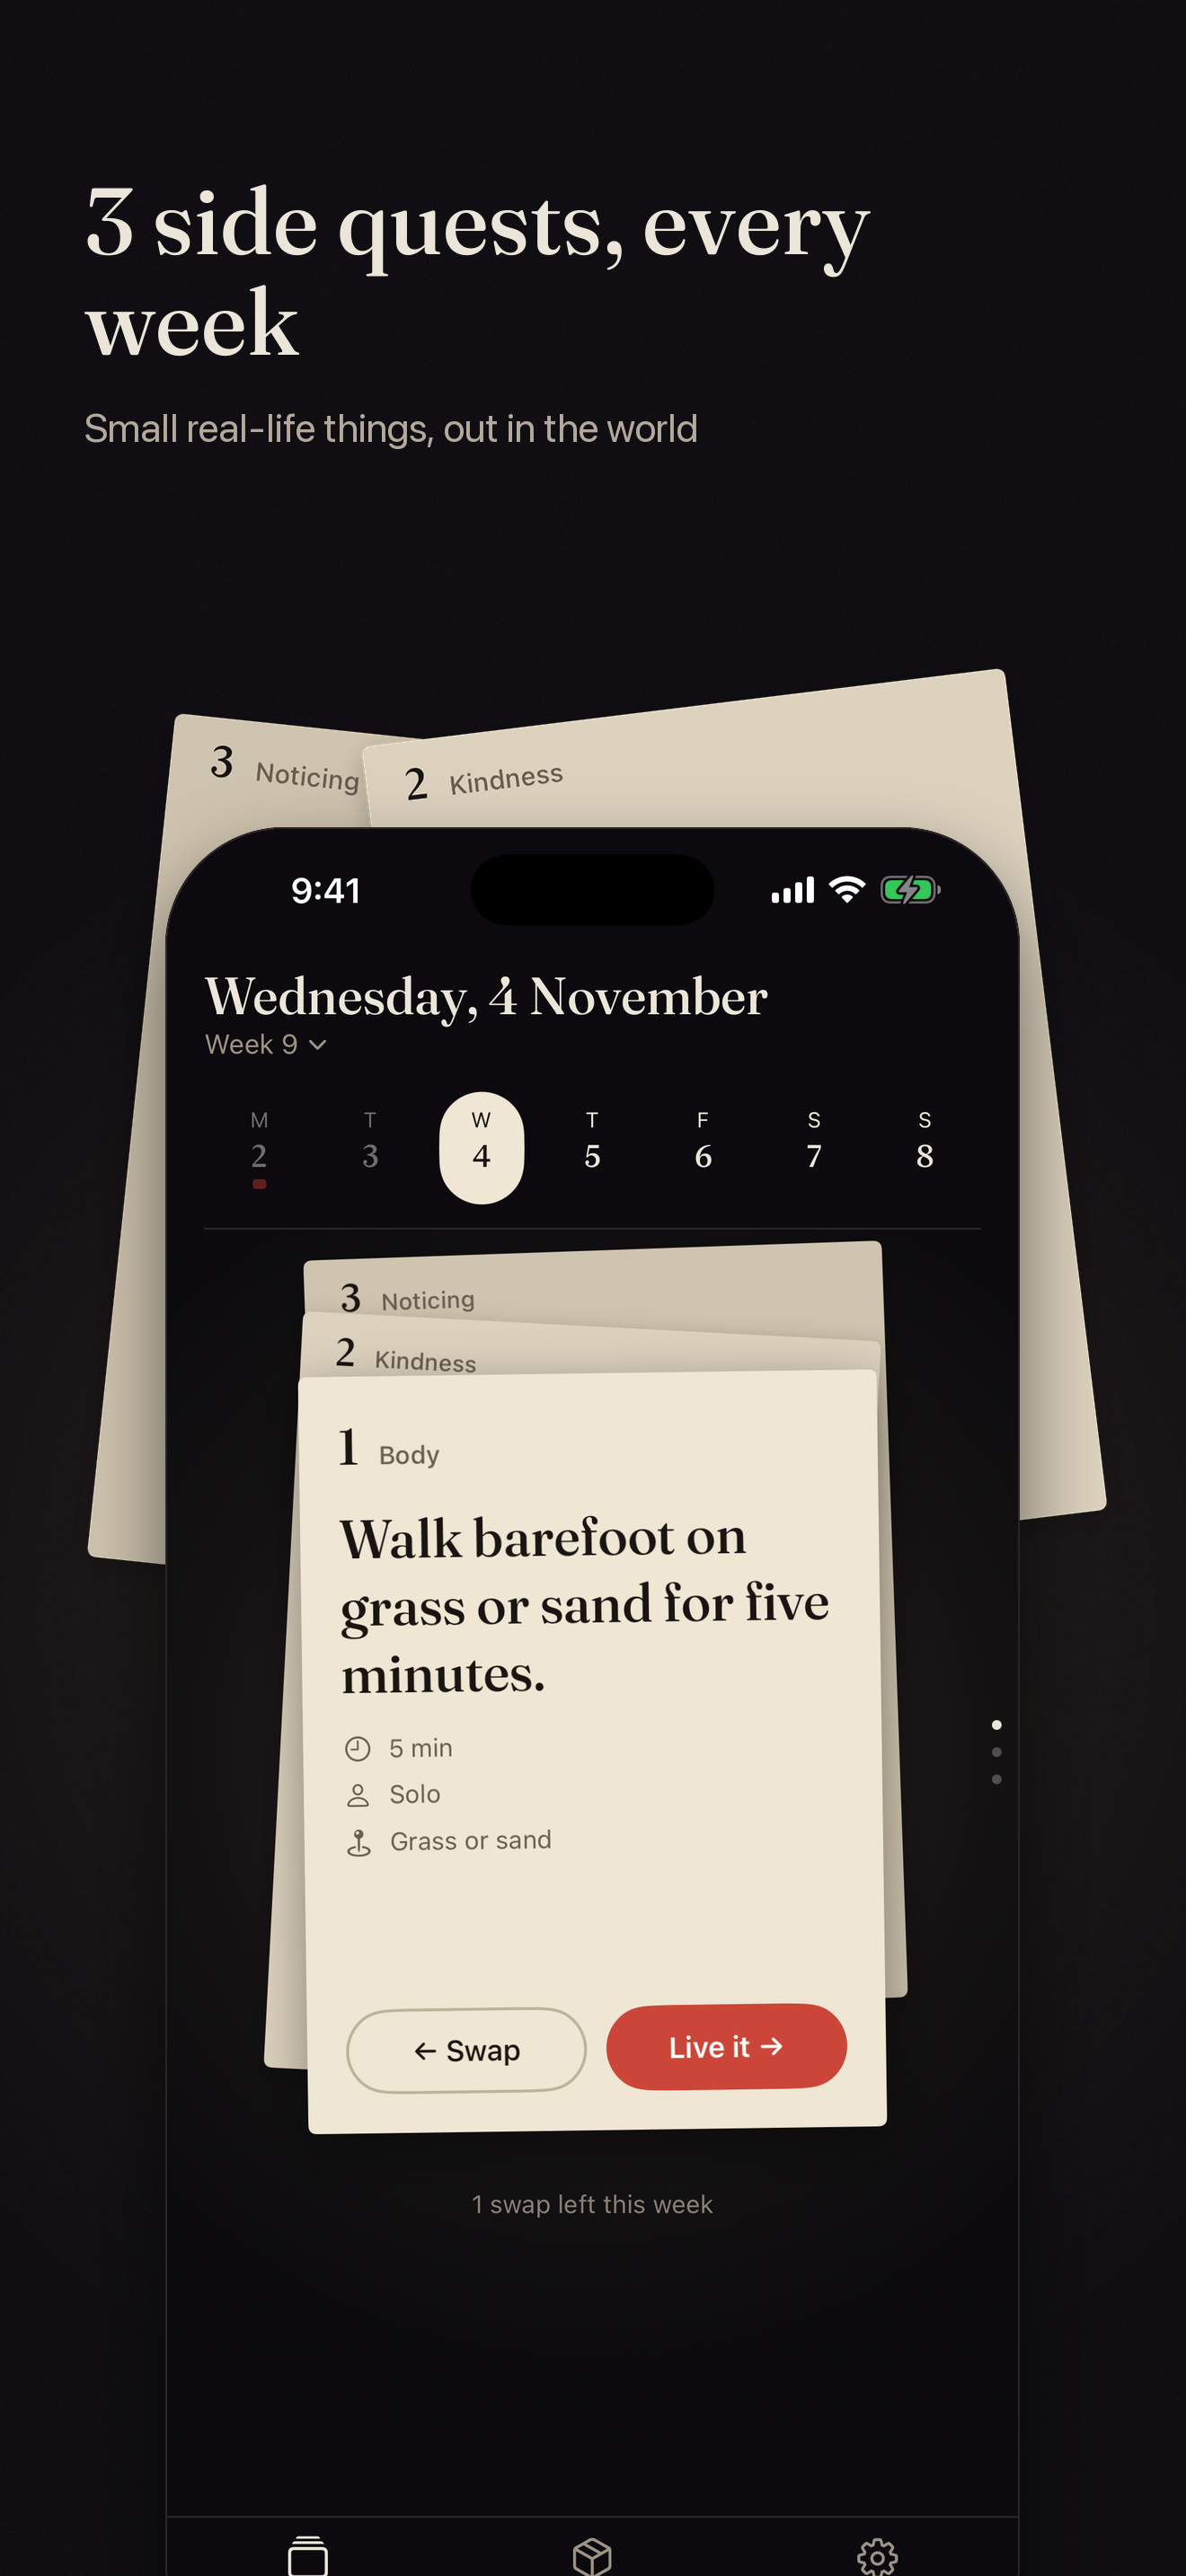 3 side quests, every
week
Small real-life things, out in the world
3 Noticing
2 Kindness
9:41
Wednesday, 4 November
Week 9
M T W T F S S
2 3 4 5 6 7 8
3 Noticing
2 Kindness
1 Body
Walk barefoot on
grass or sand for five
minutes.
5 min
Solo
Grass or sand
← Swap
Live it →
1 swap left this week